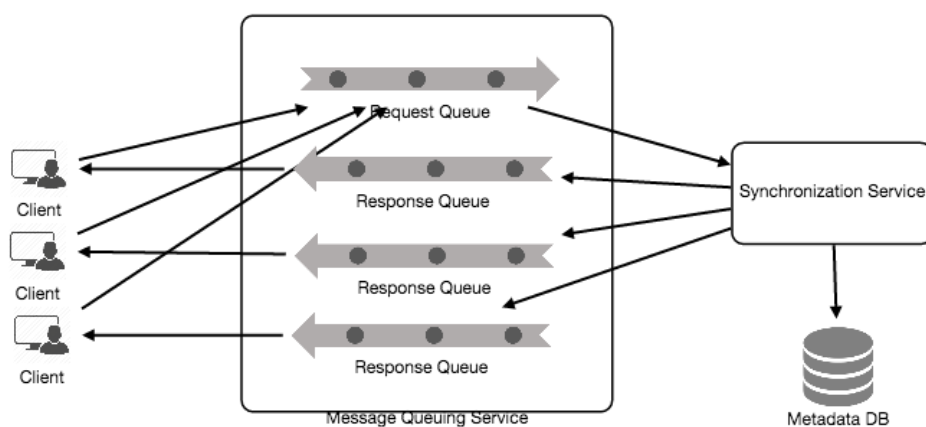 Request Queue
Client
Response Queue
Synchronization Service
Client
Response Queue
Client
Response Queue
Message Queuing Service
Metadata DB